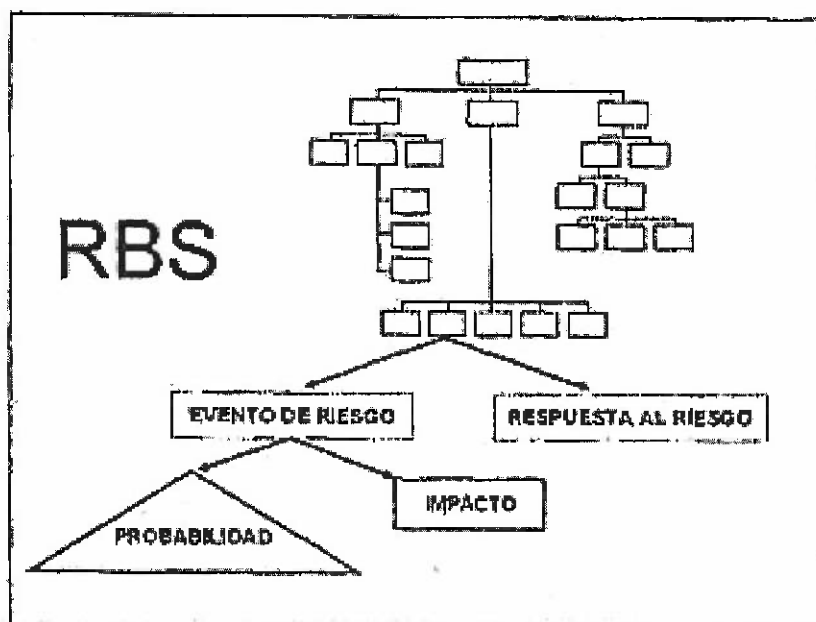 RBS
EVENTO DE RIESGO
RESPUESTA AL RIESGO
IMPACTO
PROBABILIDAD